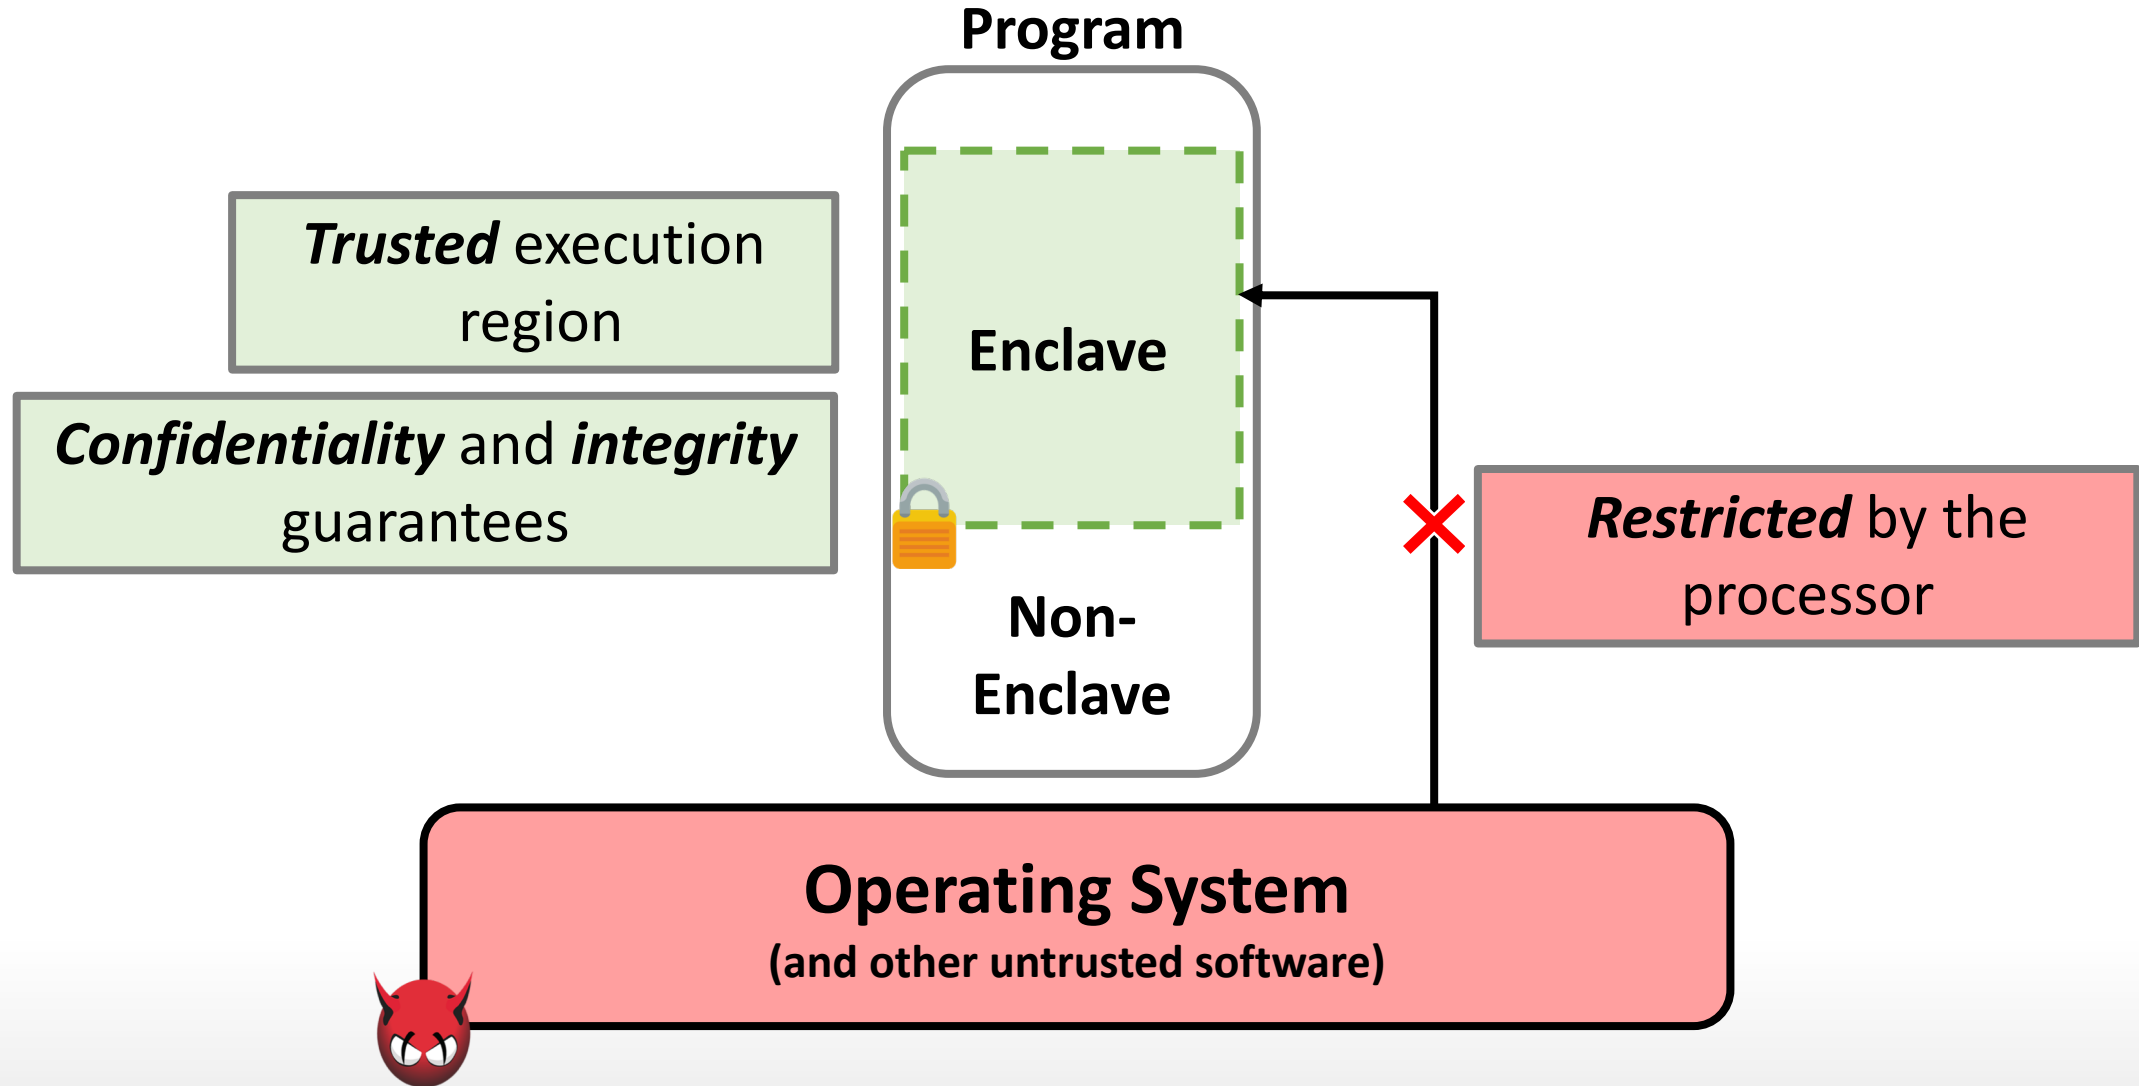 Program
Trusted execution
region
Confidentiality and integrity
guarantees
Enclave
Non-
Enclave
Restricted by the
processor
Operating System
(and other untrusted software)